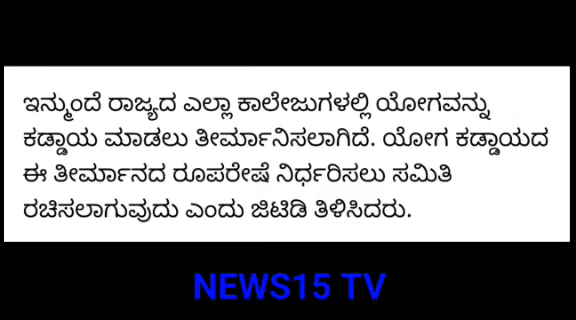 ಇನ್ಮುಂದೆ ರಾಜ್ಯದ ಎಲ್ಲಾ ಕಾಲೇಜುಗಳಲ್ಲಿ ಯೋಗವನ್ನು
ಕಡ್ಡಾಯ ಮಾಡಲು ತೀರ್ಮಾನಿಸಲಾಗಿದೆ. ಯೋಗ ಕಡ್ಡಾಯದ
ಈ ತೀರ್ಮಾನದ ರೂಪರೇಷೆ ನಿರ್ಧರಿಸಲು ಸಮಿತಿ
ರಚಿಸಲಾಗುವುದು ಎಂದು ಜಿಟಿಡಿ ತಿಳಿಸಿದರು.
NEWS15 TV